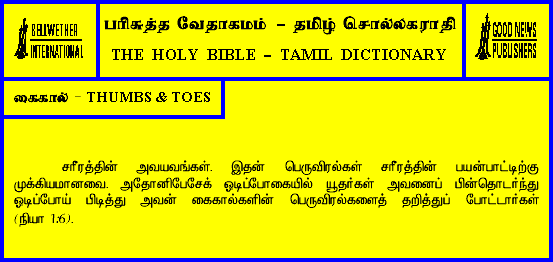 BELLWETHER
INTERNATIONAL
பரிசுத்த வேதாகமம் - தமிழ் சொல்லகராதி
THE HOLY BIBLE - TAMIL DICTIONARY
GOOD NEWS
PUBLISHERS
கைகால் - THUMBS & TOES
சரீரத்தின் அவயவங்கள். இதன் பெருவிரல்கள் சரீரத்தின் பயன்பாட்டிற்கு
முக்கியமானவை. அதோனிபேசேக் ஓடிப்போகையில் யூதர்கள் அவனைப் பின்தொடர்ந்து
ஓடிப்போய் பிடித்து அவன் கைகால்களின் பெருவிரல்களைத் தறித்துப் போட்டார்கள்
(நியா 1:6).